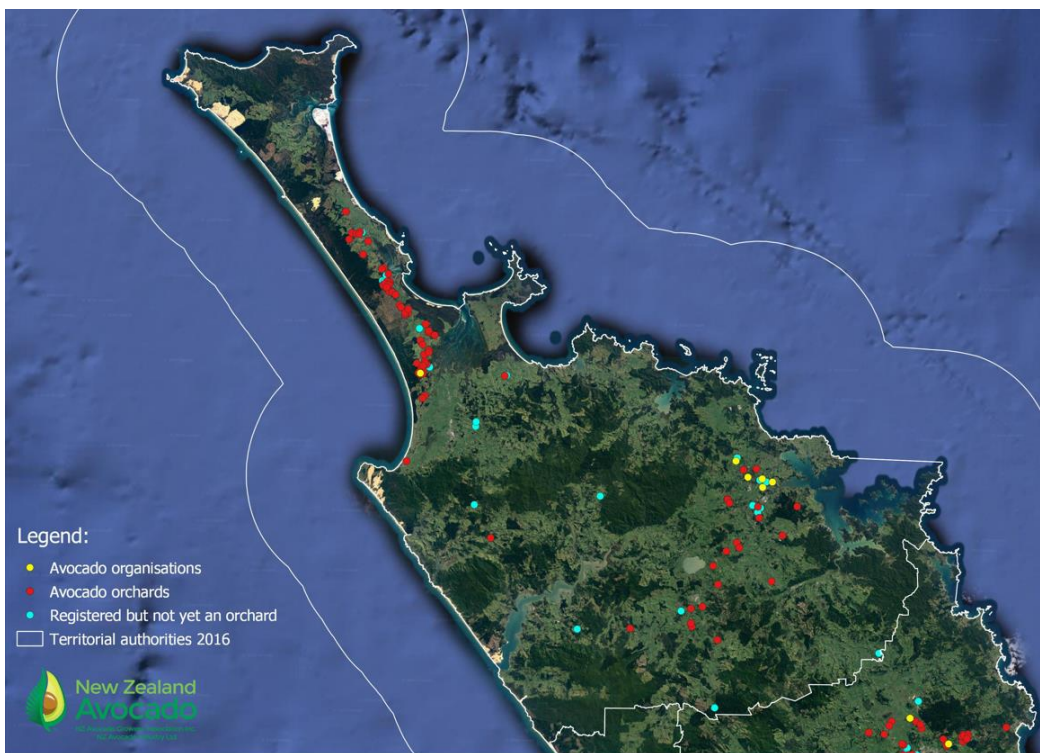 Legend:
Avocado organisations
Avocado orchards
Registered but not yet an orchard
Territorial authorities 2016
New Zealand
Avocado